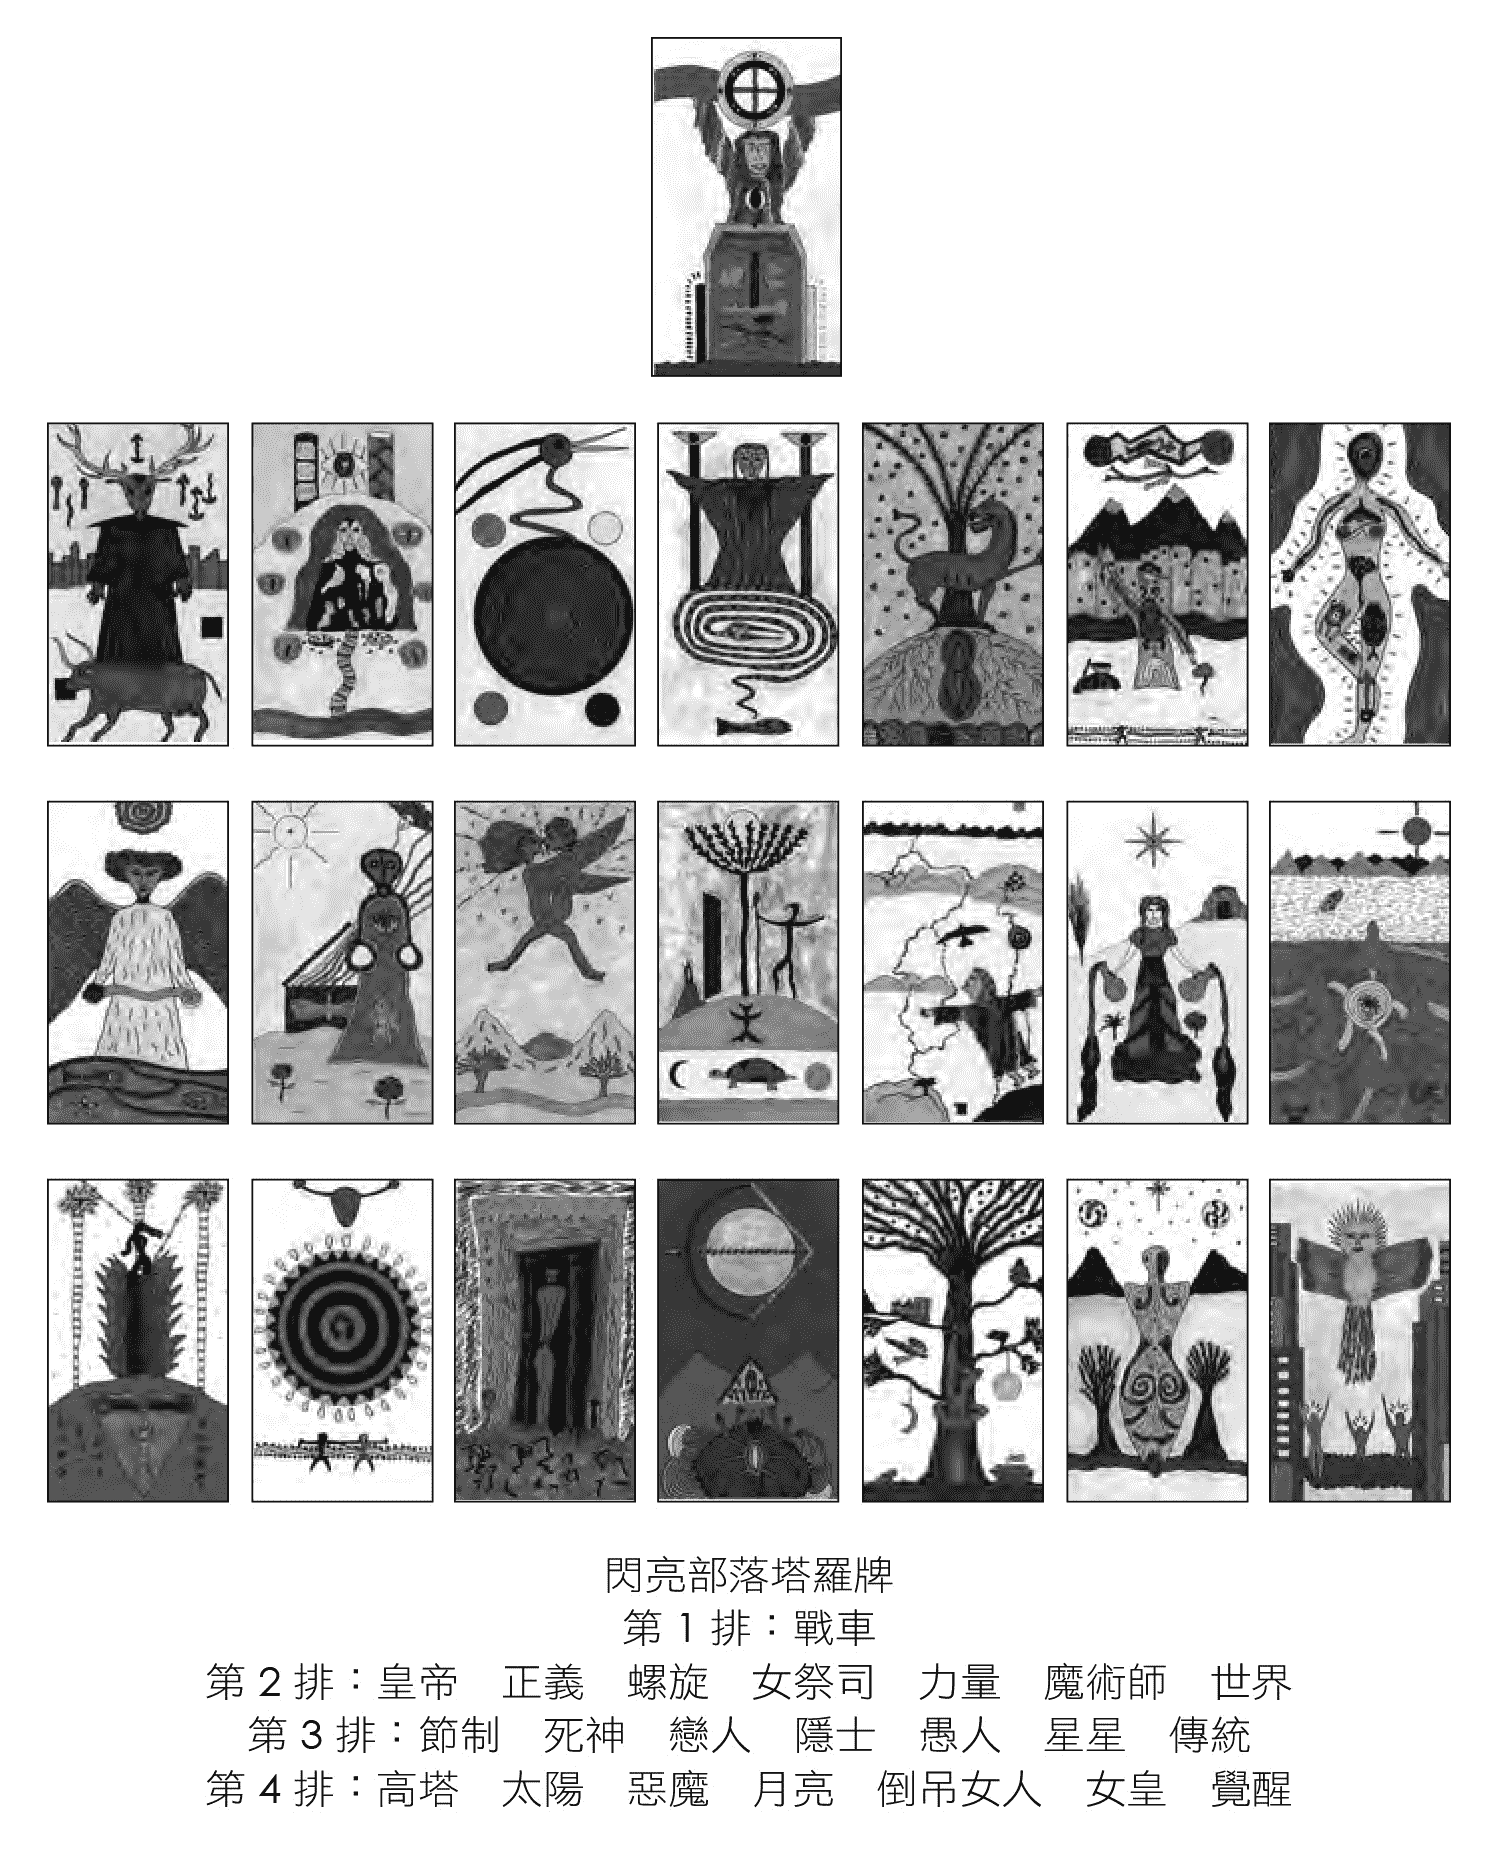 閃亮部落塔羅牌
第 1 排：戰車
第 2 排：皇帝　正義　螺旋　女祭司　力量　魔術師　世界
第 3 排：節制　死神　戀人　隱士　愚人　星星　傳統
第 4 排：高塔　太陽　惡魔　月亮　倒吊女人　女皇　覺醒